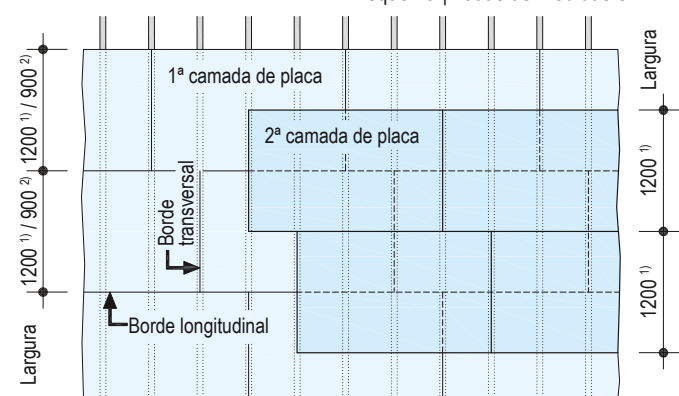 1ª camada de placa
2ª camada de placa
Borde
transversal
Borde longitudinal
1200 ¹⁾ / 900 ²⁾
1200 ¹⁾ / 900 ²⁾
Largura
Largura
1200 ¹⁾
1200 ¹⁾